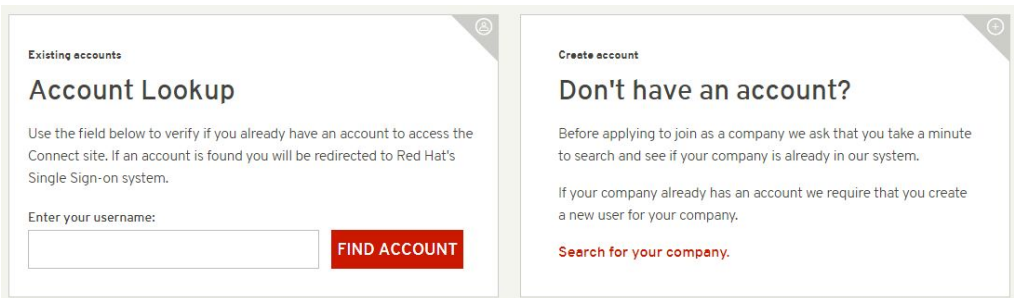 Existing accounts
Account Lookup
Use the field below to verify if you already have an account to access the
Connect site. If an account is found you will be redirected to Red Hat's
Single Sign-on system.
Enter your username:
FIND ACCOUNT
Create account
Don't have an account?
Before applying to join as a company we ask that you take a minute
to search and see if your company is already in our system.
If your company already has an account we require that you create
a new user for your company.
Search for your company.